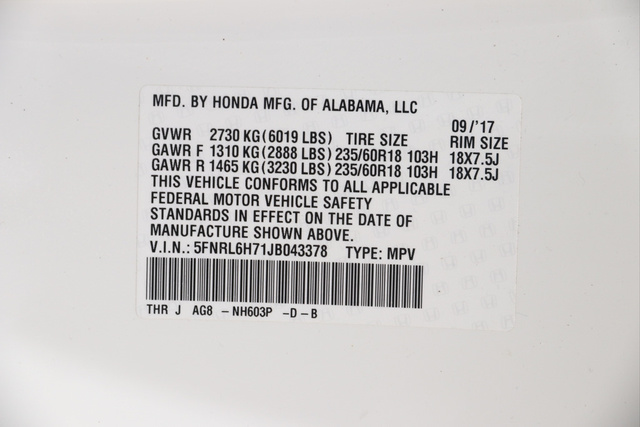 MFD. BY HONDA MFG. OF ALABAMA, LLC
09/'17
GVWR 2730 KG(6019 LBS) TIRE SIZE RIM SIZE
GAWR F 1310 KG(2888 LBS) 235/60R18 103H 18X7.5J
GAWR R 1465 KG(3230 LBS) 235/60R18 103H 18X7.5J
THIS VEHICLE CONFORMS TO ALL APPLICABLE
FEDERAL MOTOR VEHICLE SAFETY
STANDARDS IN EFFECT ON THE DATE OF
MANUFACTURE SHOWN ABOVE.
V.I.N.: 5FNRL6H71JB043378 TYPE: MPV
THR J AG8 -NH603P -D-B